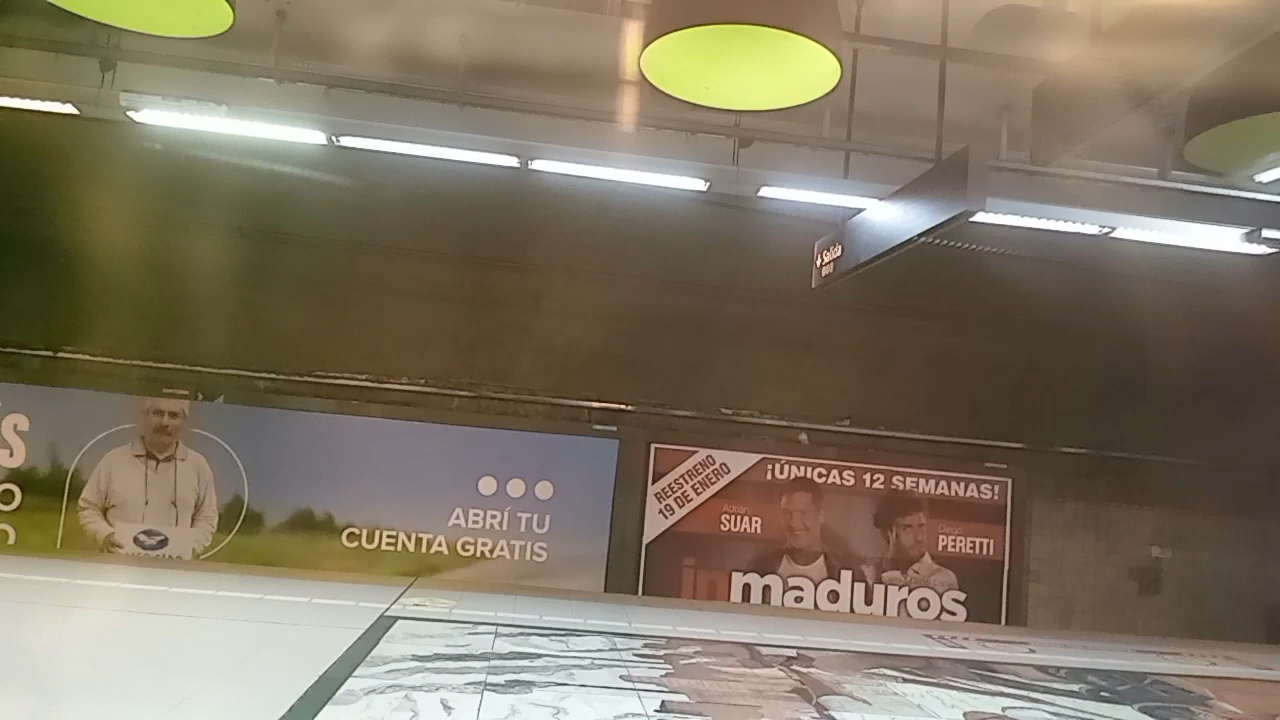 Salida
ABRÍ TU
CUENTA GRATIS
REESTRENO
19 DE ENERO
¡ÚNICAS 12 SEMANAS!
Adrián
SUAR
Diego
PERETTI
inmaduros